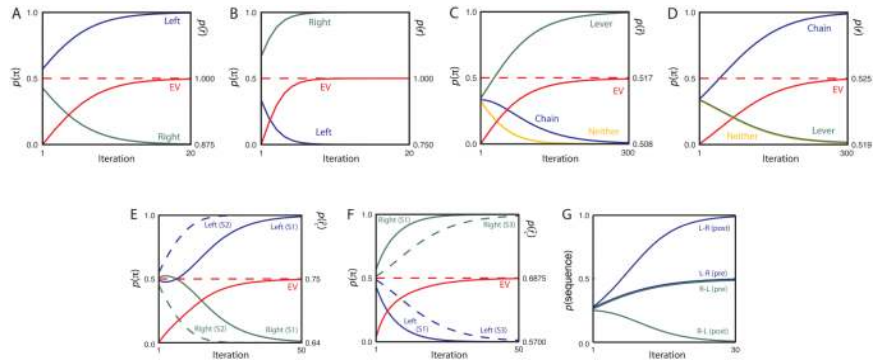 A
p(π)
1.0
0.5
0.0
Left
EV
Right
p(r̂)
1.000
0.875
1
Iteration
20
B
1.0
0.5
0.0
Right
EV
Left
p(r̂)
1.000
0.750
1
Iteration
20
C
p(π)
1.0
0.5
0.0
Lever
EV
Chain
Neither
p(r̂)
0.517
0.508
1
Iteration
300
D
p(π)
1.0
0.5
0.0
Chain
EV
Neither
Lever
p(r̂)
0.525
0.519
1
Iteration
300
E
p(π)
1.0
0.5
0.0
Left (S2)
Left (S1)
EV
Right (S2)
Right (S1)
p(r̂)
0.75
0.64
1
Iteration
50
F
p(π)
1.0
0.5
0.0
Right (S1)
Right (S3)
EV
Left
(S1)
Left (S3)
p(r̂)
0.6875
0.5700
1
Iteration
50
G
p(sequence)
1.0
0.5
0.0
L-R (post)
L-R (pre)
R-L (pre)
R-L (post)
1
Iteration
30